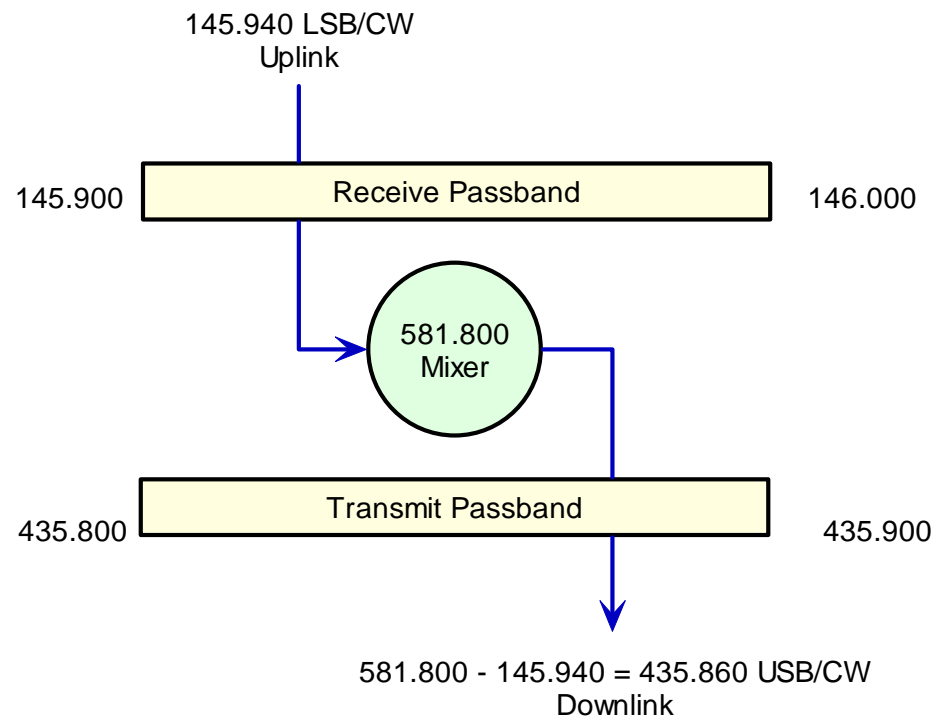 145.940 LSB/CW
Uplink
145.900
Receive Passband
146.000
581.800
Mixer
435.800
Transmit Passband
435.900
581.800 - 145.940 = 435.860 USB/CW
Downlink